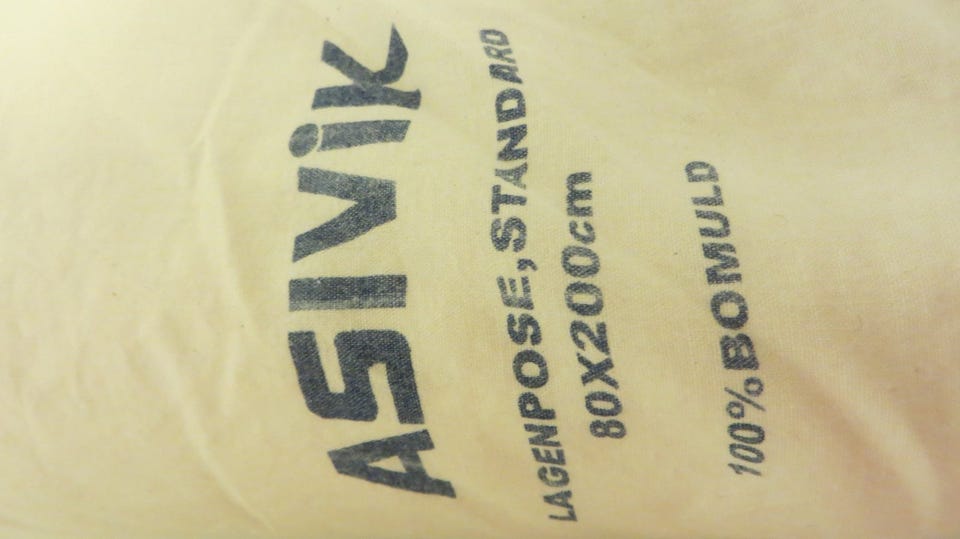 ASIViK
LAGENPOSE,STANDARD
80X200cm
100%BOMULD